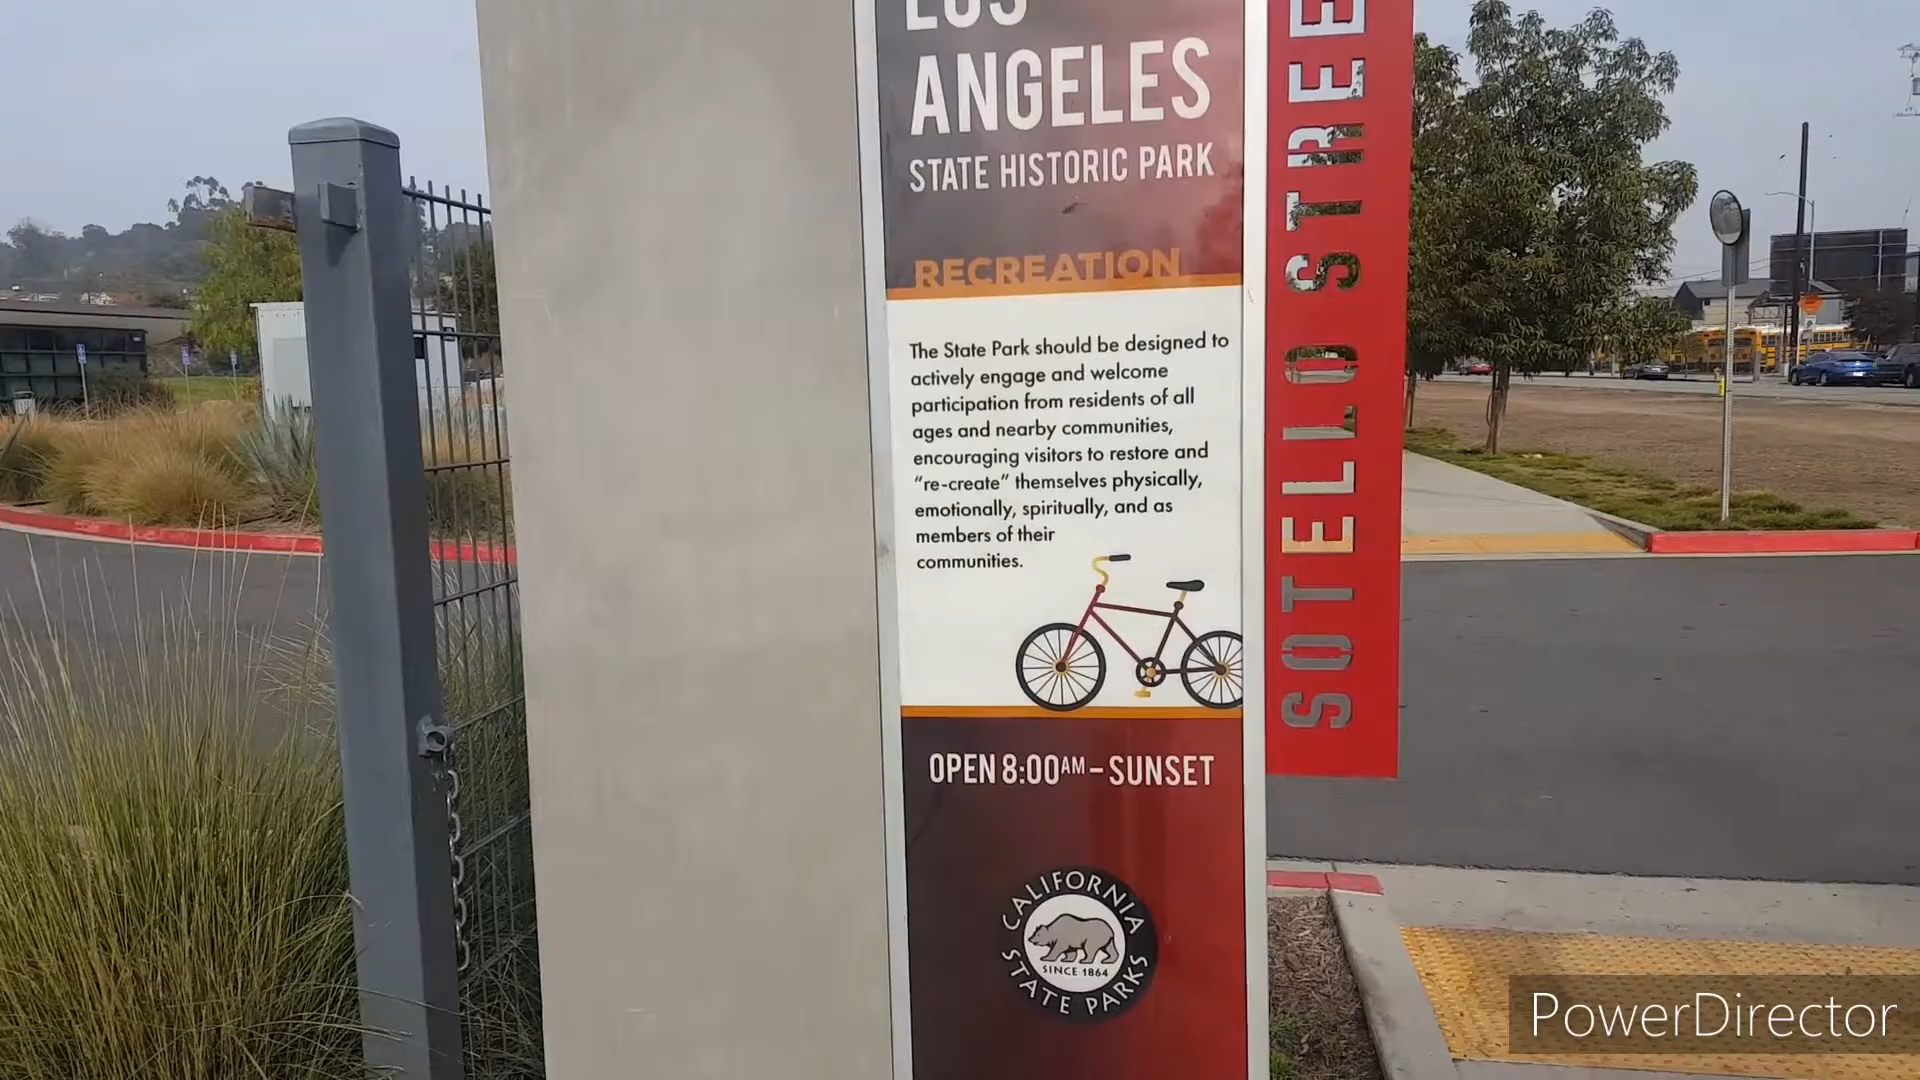 LOS
ANGELES
STATE HISTORIC PARK
RECREATION
The State Park should be designed to
actively engage and welcome
participation from residents of all
ages and nearby communities,
encouraging visitors to restore and
“re-create” themselves physically,
emotionally, spiritually, and as
members of their
communities.
OPEN 8:00AM – SUNSET
CALIFORNIA
SINCE 1864
STATE PARKS
SOTELLO STREE
PowerDirector